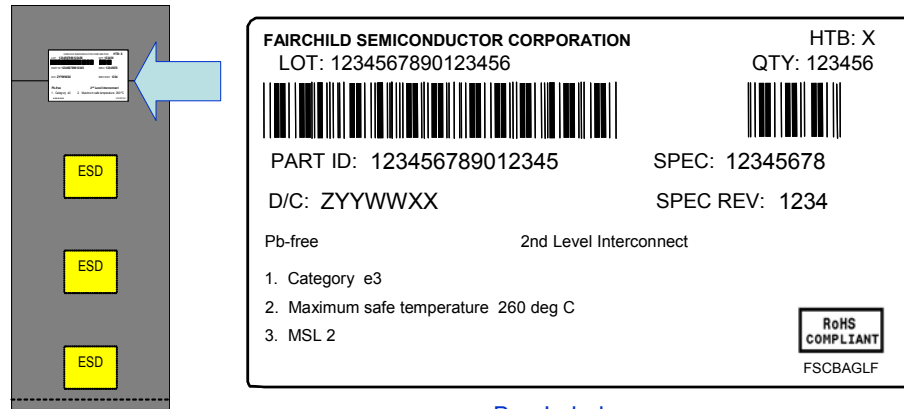 FAIRCHILD SEMICONDUCTOR CORPORATION HTB: X
LOT: 1234567890123456 QTY: 123456
PART ID: 123456789012345 SPEC: 12345678
D/C: ZYYWWXX SPEC REV: 1234
Pb-free 2nd Level Interconnect
1. Category e3
2. Maximum safe temperature 260 deg C
3. MSL 2
RoHS
COMPLIANT
FSCBAGLF
ESD
ESD
ESD